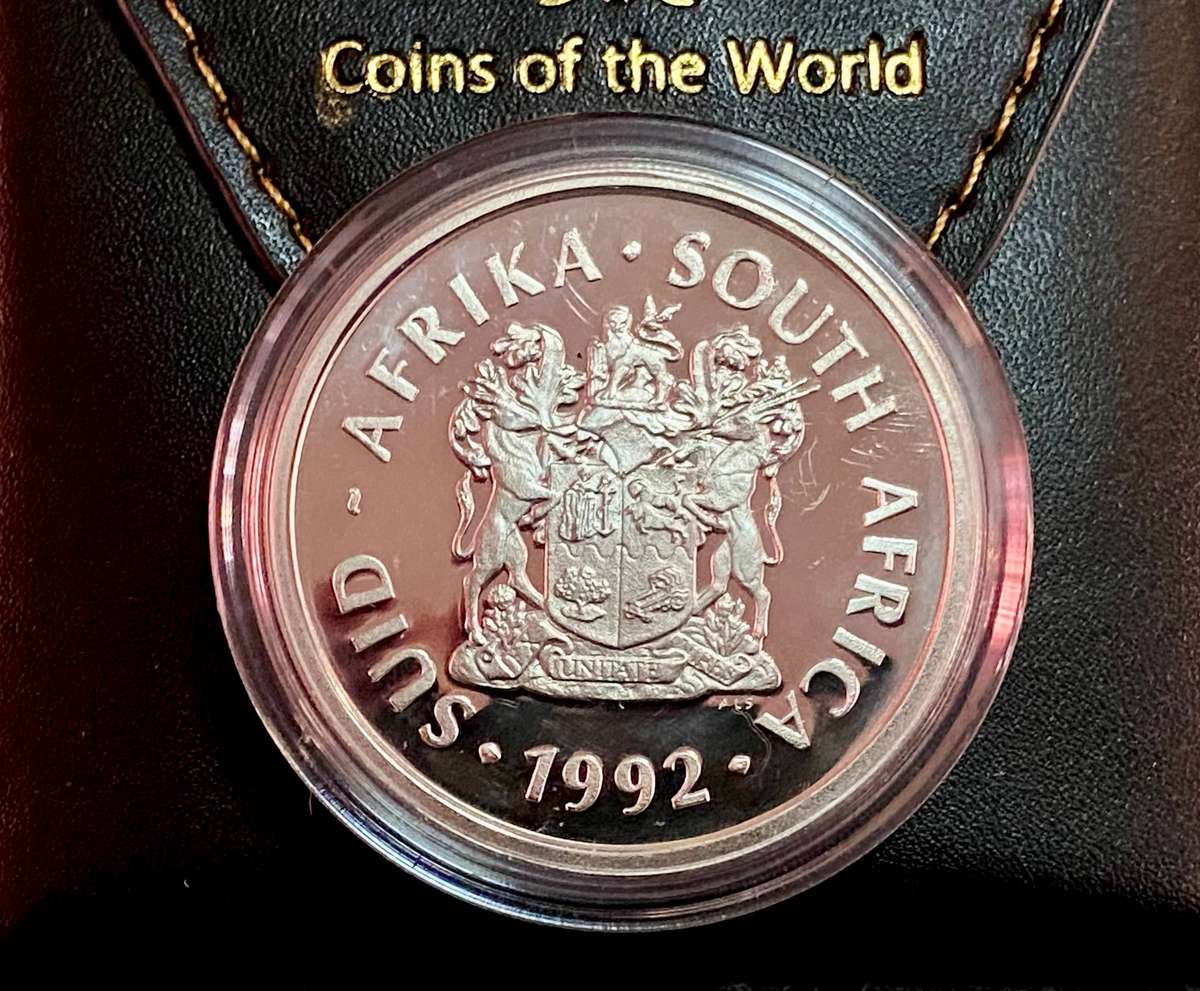 Coins of the World
SUID - AFRIKA · SOUTH AFRICA
· 1992 ·
UNITATE